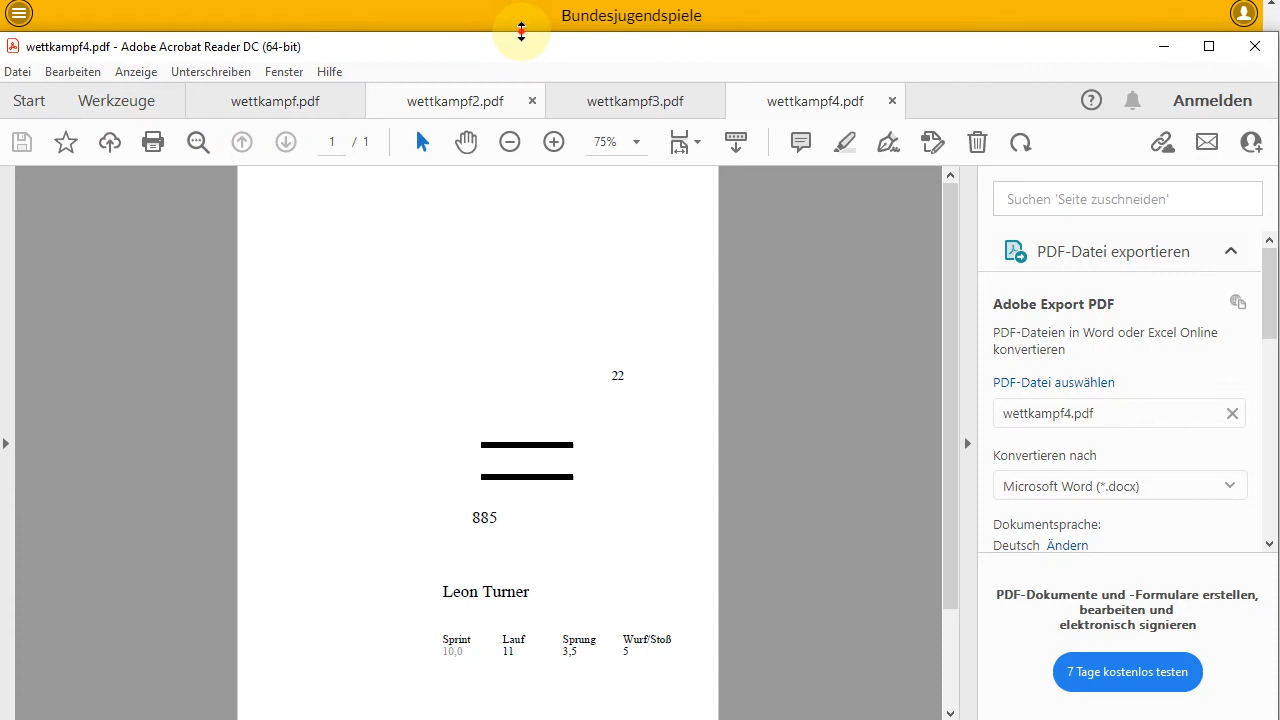 Bundesjugendspiele
wettkampf4.pdf - Adobe Acrobat Reader DC (64-bit)
Datei Bearbeiten Anzeige Unterschreiben Fenster Hilfe
Start Werkzeuge wettkampf.pdf wettkampf2.pdf wettkampf3.pdf wettkampf4.pdf Anmelden
1 / 1 75%
Suchen 'Seite zuschneiden'
PDF-Datei exportieren
Adobe Export PDF
PDF-Dateien in Word oder Excel Online
konvertieren
PDF-Datei auswählen
wettkampf4.pdf
Konvertieren nach
Microsoft Word (*.docx)
Dokumentsprache:
Deutsch Ändern
PDF-Dokumente und -Formulare erstellen,
bearbeiten und
elektronisch signieren
7 Tage kostenlos testen
22
885
Leon Turner
Sprint Lauf Sprung Wurf/Stoß
10,0 11 3,5 5